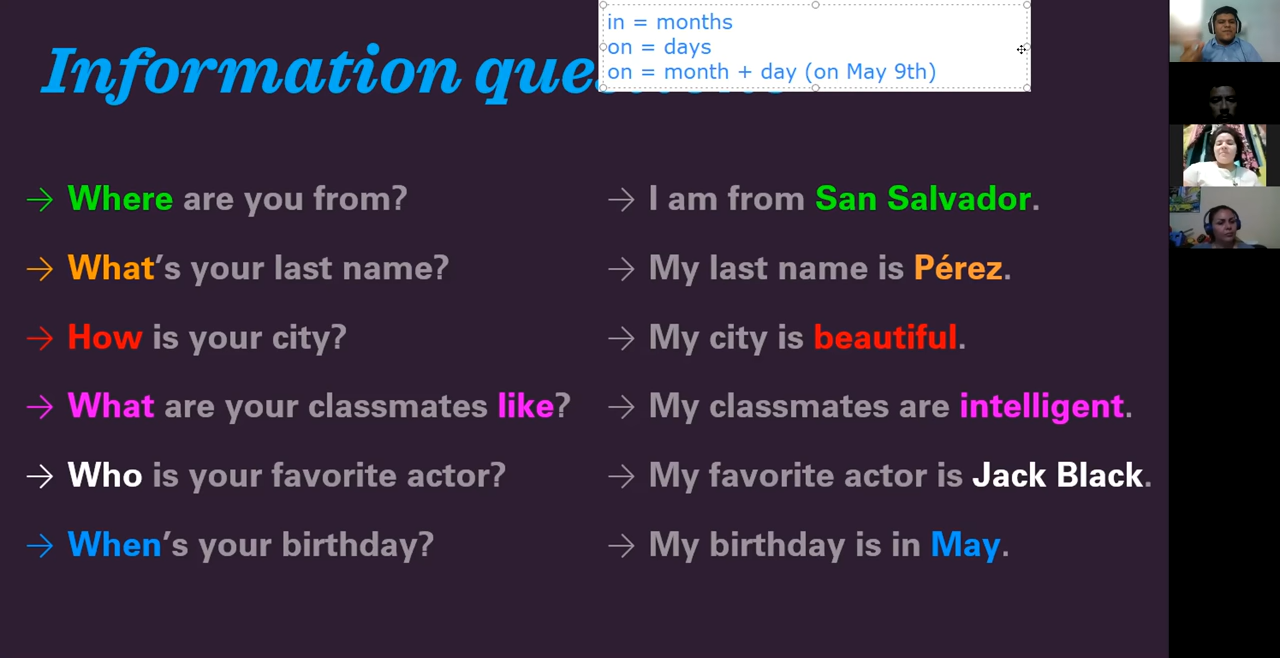 in = months
on = days
on = month + day (on May 9th)
Information
Where are you from?
I am from San Salvador.
What's your last name?
My last name is Pérez.
How is your city?
My city is beautiful.
What are your classmates like?
My classmates are intelligent.
Who is your favorite actor?
My favorite actor is Jack Black.
When's your birthday?
My birthday is in May.